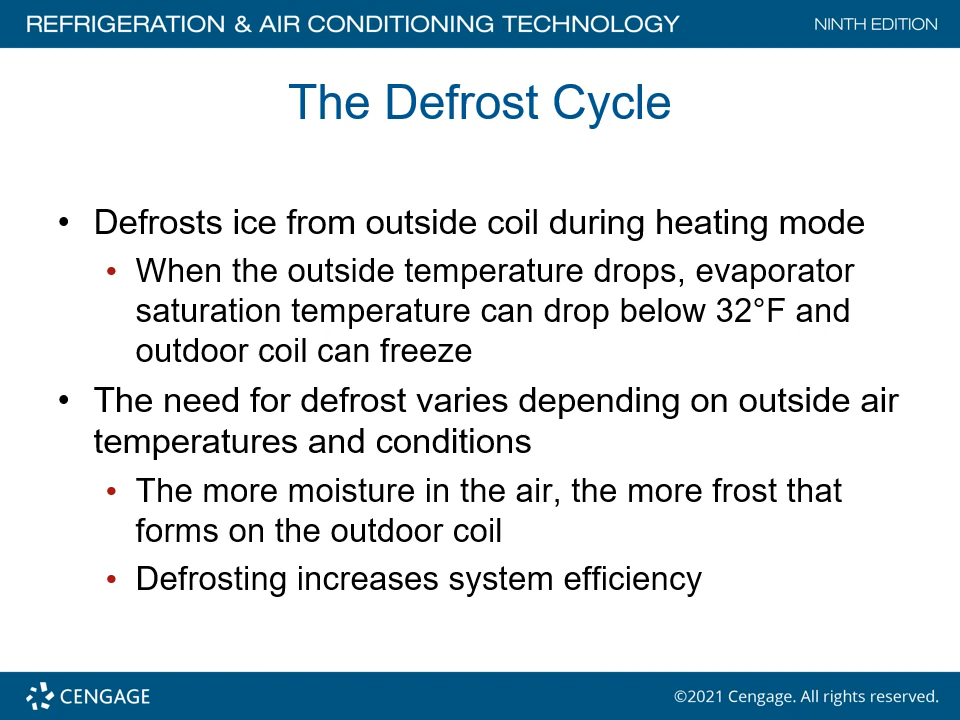 REFRIGERATION & AIR CONDITIONING TECHNOLOGY NINTH EDITION
The Defrost Cycle
• Defrosts ice from outside coil during heating mode
• When the outside temperature drops, evaporator
saturation temperature can drop below 32°F and
outdoor coil can freeze
• The need for defrost varies depending on outside air
temperatures and conditions
• The more moisture in the air, the more frost that
forms on the outdoor coil
• Defrosting increases system efficiency
CENGAGE ©2021 Cengage. All rights reserved.